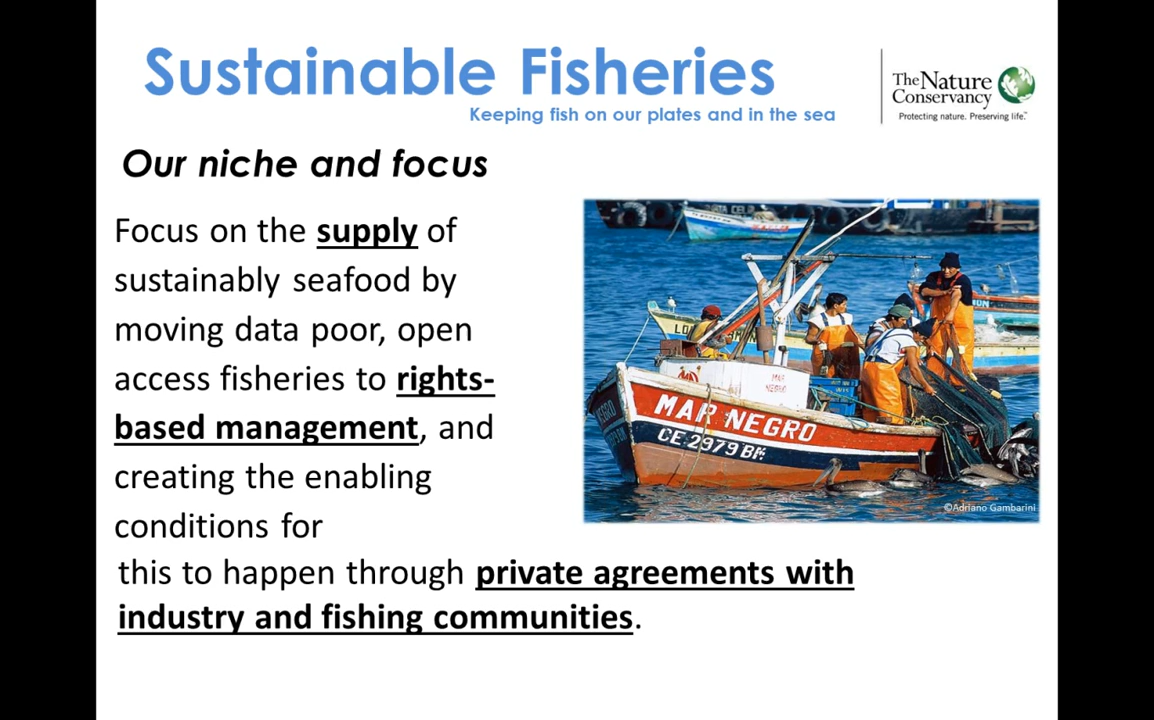 Sustainable Fisheries
Keeping fish on our plates and in the sea
The Nature
Conservancy
Protecting nature. Preserving life.™
Our niche and focus
Focus on the supply of
sustainably seafood by
moving data poor, open
access fisheries to rights-
based management, and
creating the enabling
conditions for
this to happen through private agreements with
industry and fishing communities.
MAR NEGRO
CE-2979 BM
©Adriano Gambarini